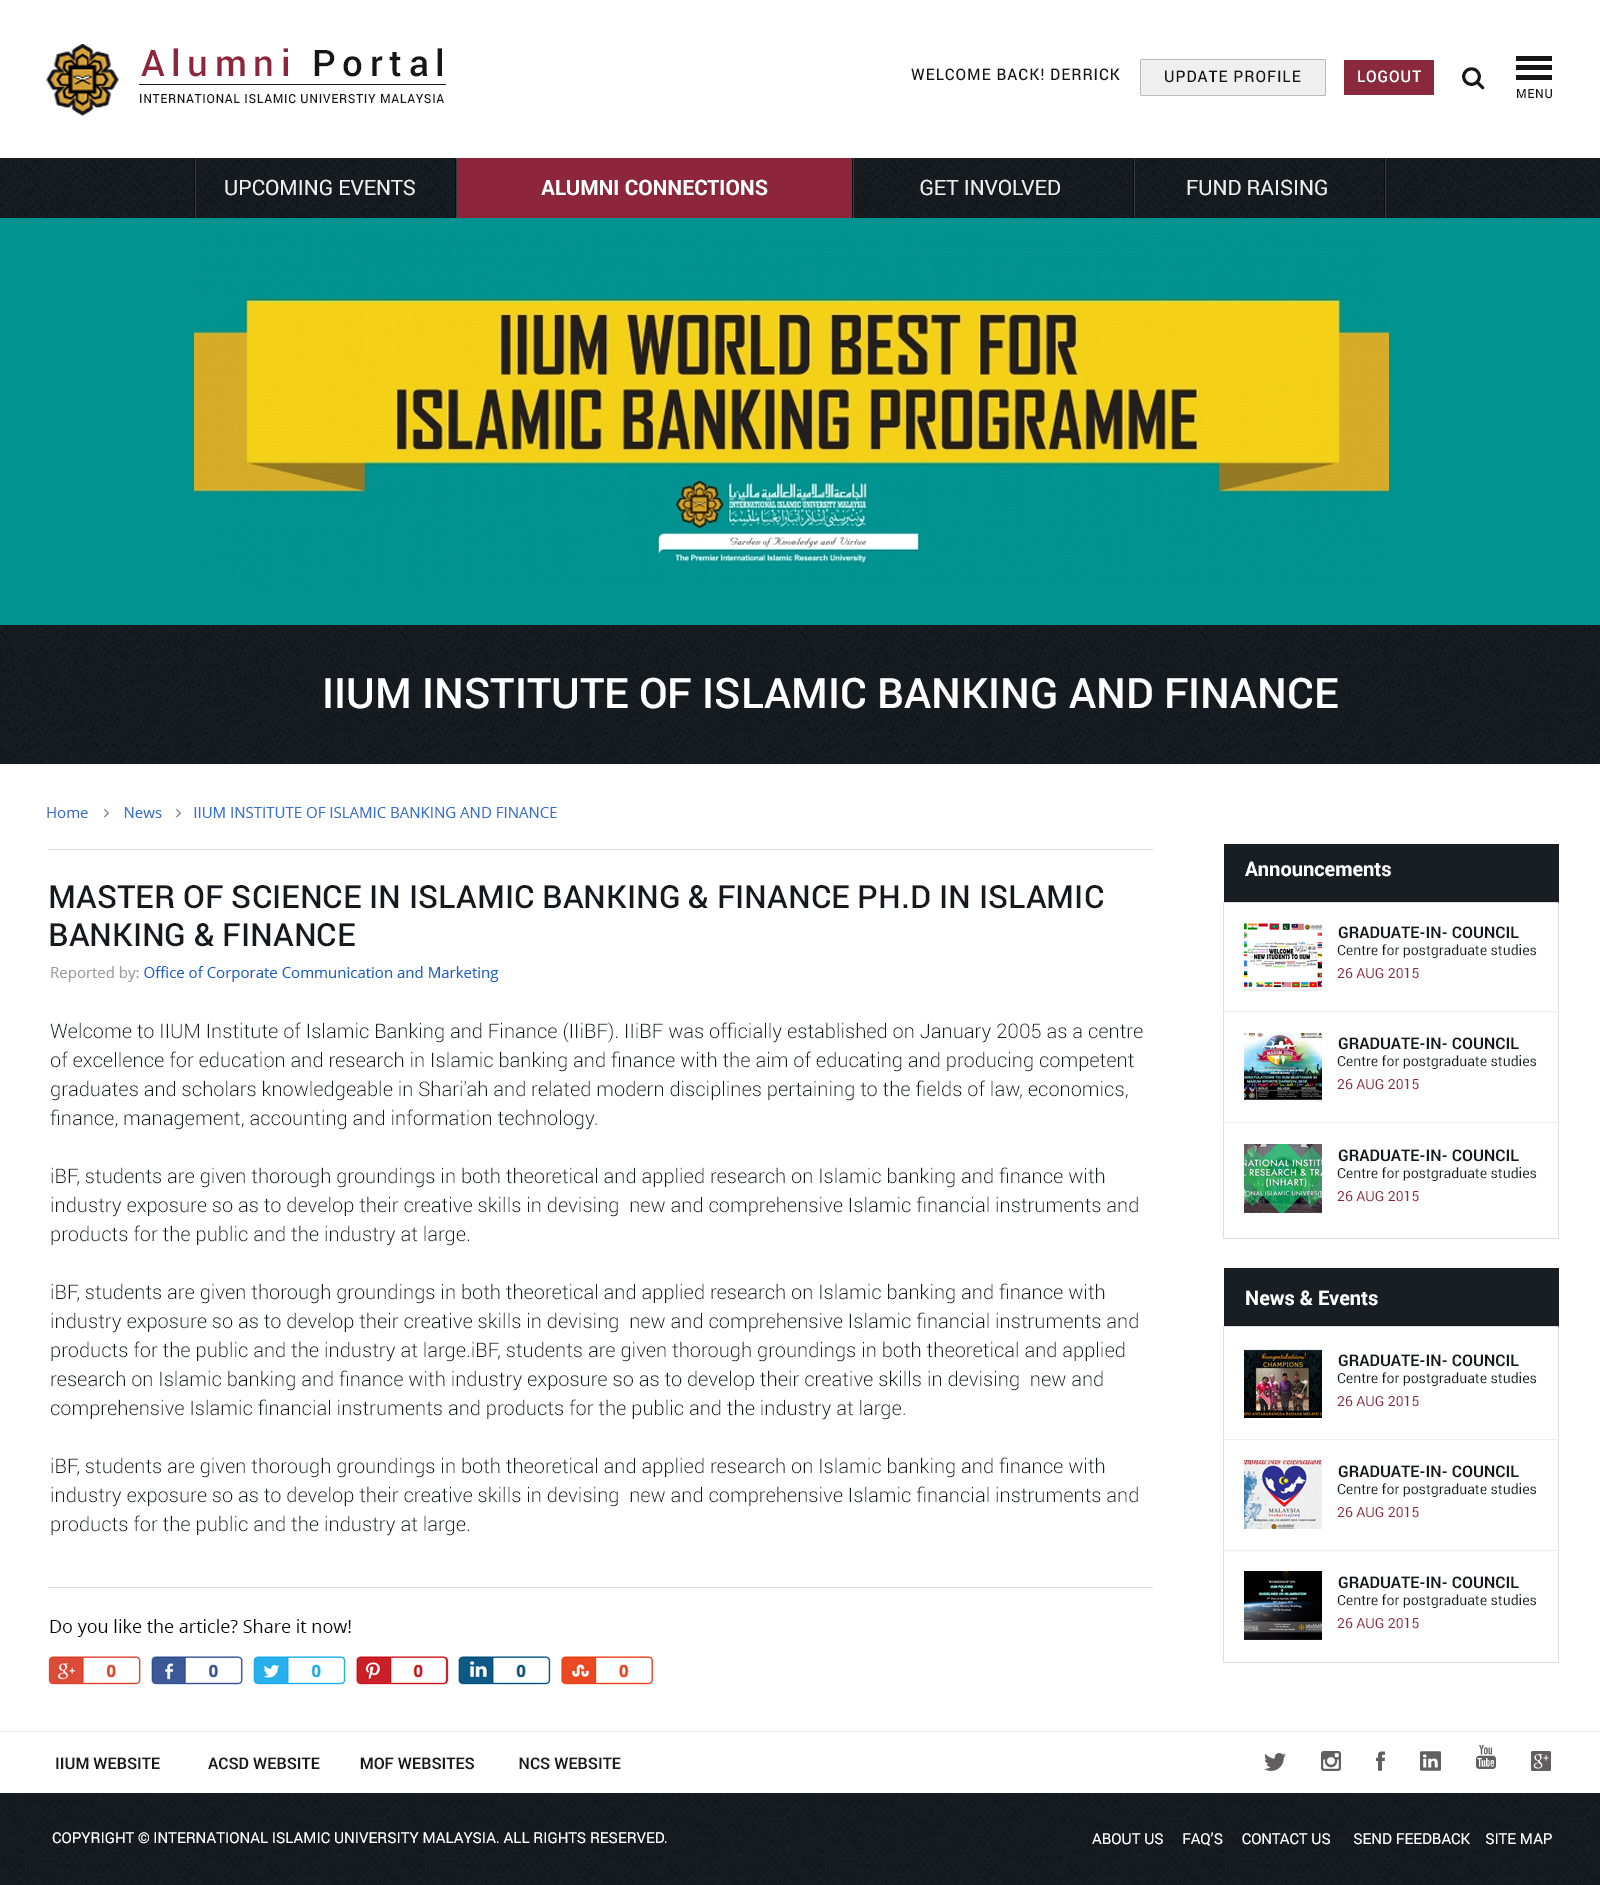 Alumni Portal
INTERNATIONAL ISLAMIC UNIVERSTIY MALAYSIA
WELCOME BACK! DERRICK
UPDATE PROFILE
LOGOUT
MENU
UPCOMING EVENTS
ALUMNI CONNECTIONS
GET INVOLVED
FUND RAISING
IIUM WORLD BEST FOR
ISLAMIC BANKING PROGRAMME
الجامعة الاسلامية العالمية ماليزيا
INTERNATIONAL ISLAMIC UNIVERSITY MALAYSIA
Garden of Knowledge and Virtue
The Premier International Islamic Research University
IIUM INSTITUTE OF ISLAMIC BANKING AND FINANCE
Home > News > IIUM INSTITUTE OF ISLAMIC BANKING AND FINANCE
MASTER OF SCIENCE IN ISLAMIC BANKING & FINANCE PH.D IN ISLAMIC
BANKING & FINANCE
Reported by: Office of Corporate Communication and Marketing
Welcome to IIUM Institute of Islamic Banking and Finance (IIiBF). IIiBF was officially established on January 2005 as a centre
of excellence for education and research in Islamic banking and finance with the aim of educating and producing competent
graduates and scholars knowledgeable in Shari'ah and related modern disciplines pertaining to the fields of law, economics,
finance, management, accounting and information technology.
iBF, students are given thorough groundings in both theoretical and applied research on Islamic banking and finance with
industry exposure so as to develop their creative skills in devising  new and comprehensive Islamic financial instruments and
products for the public and the industry at large.
iBF, students are given thorough groundings in both theoretical and applied research on Islamic banking and finance with
industry exposure so as to develop their creative skills in devising  new and comprehensive Islamic financial instruments and
products for the public and the industry at large.iBF, students are given thorough groundings in both theoretical and applied
research on Islamic banking and finance with industry exposure so as to develop their creative skills in devising  new and
comprehensive Islamic financial instruments and products for the public and the industry at large.
iBF, students are given thorough groundings in both theoretical and applied research on Islamic banking and finance with
industry exposure so as to develop their creative skills in devising  new and comprehensive Islamic financial instruments and
products for the public and the industry at large.
Do you like the article? Share it now!
0 0 0 0 0 0
Announcements
WELCOME
NEW STUDENTS TO IIUM
GRADUATE-IN- COUNCIL
Centre for postgraduate studies
26 AUG 2015
GRADUATE-IN- COUNCIL
Centre for postgraduate studies
26 AUG 2015
NATIONAL INSTIT
RESEARCH & TRA
(INHART)
ONAL ISLAMIC UNIVERSIT
GRADUATE-IN- COUNCIL
Centre for postgraduate studies
26 AUG 2015
News & Events
Congratulations!
CHAMPIONS
GRADUATE-IN- COUNCIL
Centre for postgraduate studies
26 AUG 2015
MALAYSIA
GRADUATE-IN- COUNCIL
Centre for postgraduate studies
26 AUG 2015
GRADUATE-IN- COUNCIL
Centre for postgraduate studies
26 AUG 2015
IIUM WEBSITE
ACSD WEBSITE
MOF WEBSITES
NCS WEBSITE
You
Tube
COPYRIGHT © INTERNATIONAL ISLAMIC UNIVERSITY MALAYSIA. ALL RIGHTS RESERVED.
ABOUT US
FAQ'S
CONTACT US
SEND FEEDBACK
SITE MAP